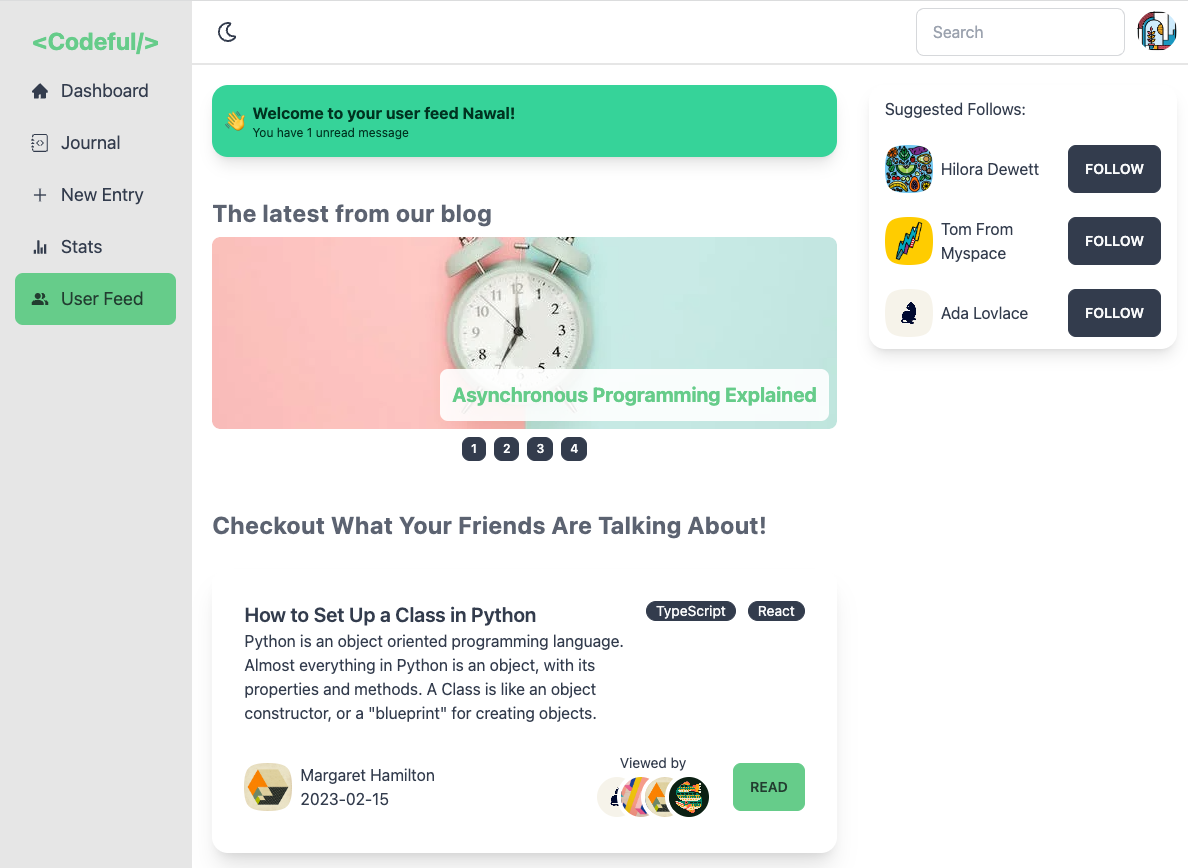 <Codeful/>
Dashboard
Journal
New Entry
Stats
User Feed
Search
Welcome to your user feed Nawal!
You have 1 unread message
The latest from our blog
11 12 1
10 2
9 3
8 4
7
Asynchronous Programming Explained
1 2 3 4
Suggested Follows:
Hilora Dewett
FOLLOW
Tom From
Myspace
FOLLOW
Ada Lovlace
FOLLOW
Checkout What Your Friends Are Talking About!
How to Set Up a Class in Python
TypeScript React
Python is an object oriented programming language.
Almost everything in Python is an object, with its
properties and methods. A Class is like an object
constructor, or a "blueprint" for creating objects.
Margaret Hamilton
2023-02-15
Viewed by
READ